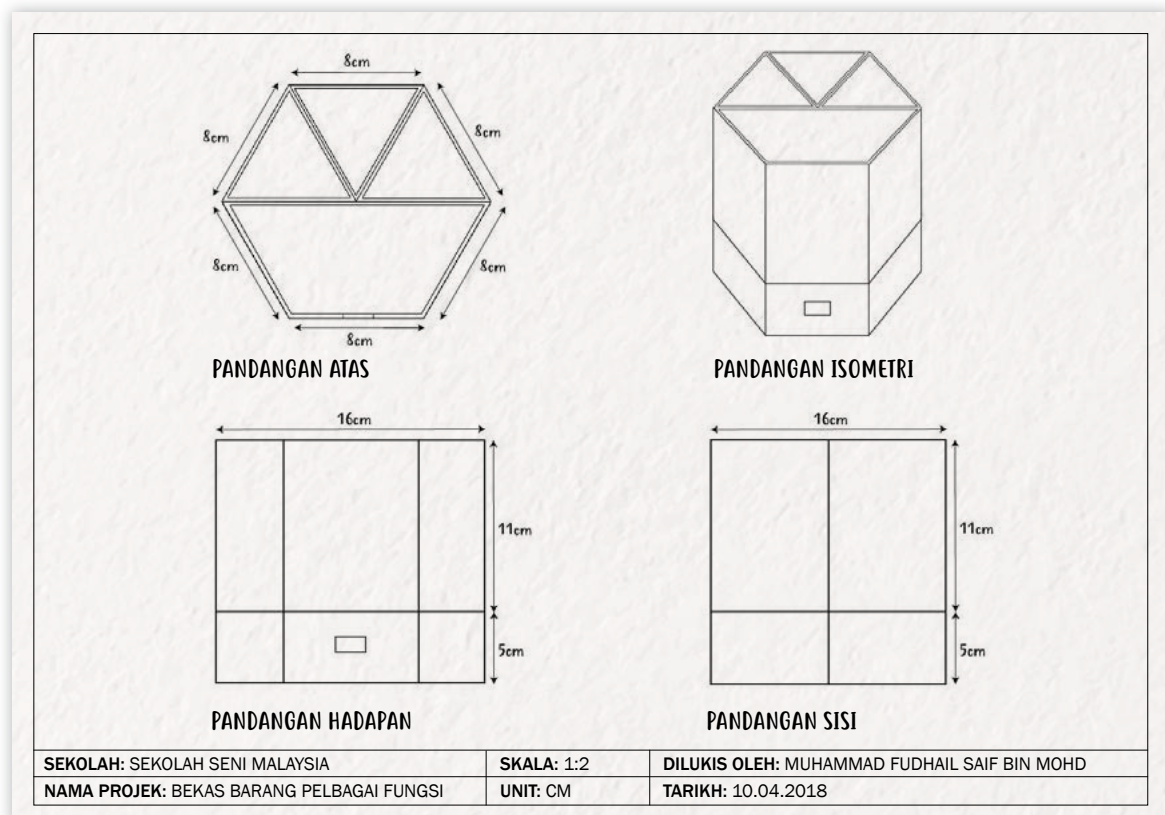 8cm
8cm
8cm
8cm
8cm
8cm
PANDANGAN ATAS
PANDANGAN ISOMETRI
16cm
11cm
5cm
PANDANGAN HADAPAN
16cm
11cm
5cm
PANDANGAN SISI
SEKOLAH: SEKOLAH SENI MALAYSIA
SKALA: 1:2
DILUKIS OLEH: MUHAMMAD FUDHAIL SAIF BIN MOHD
NAMA PROJEK: BEKAS BARANG PELBAGAI FUNGSI
UNIT: CM
TARIKH: 10.04.2018